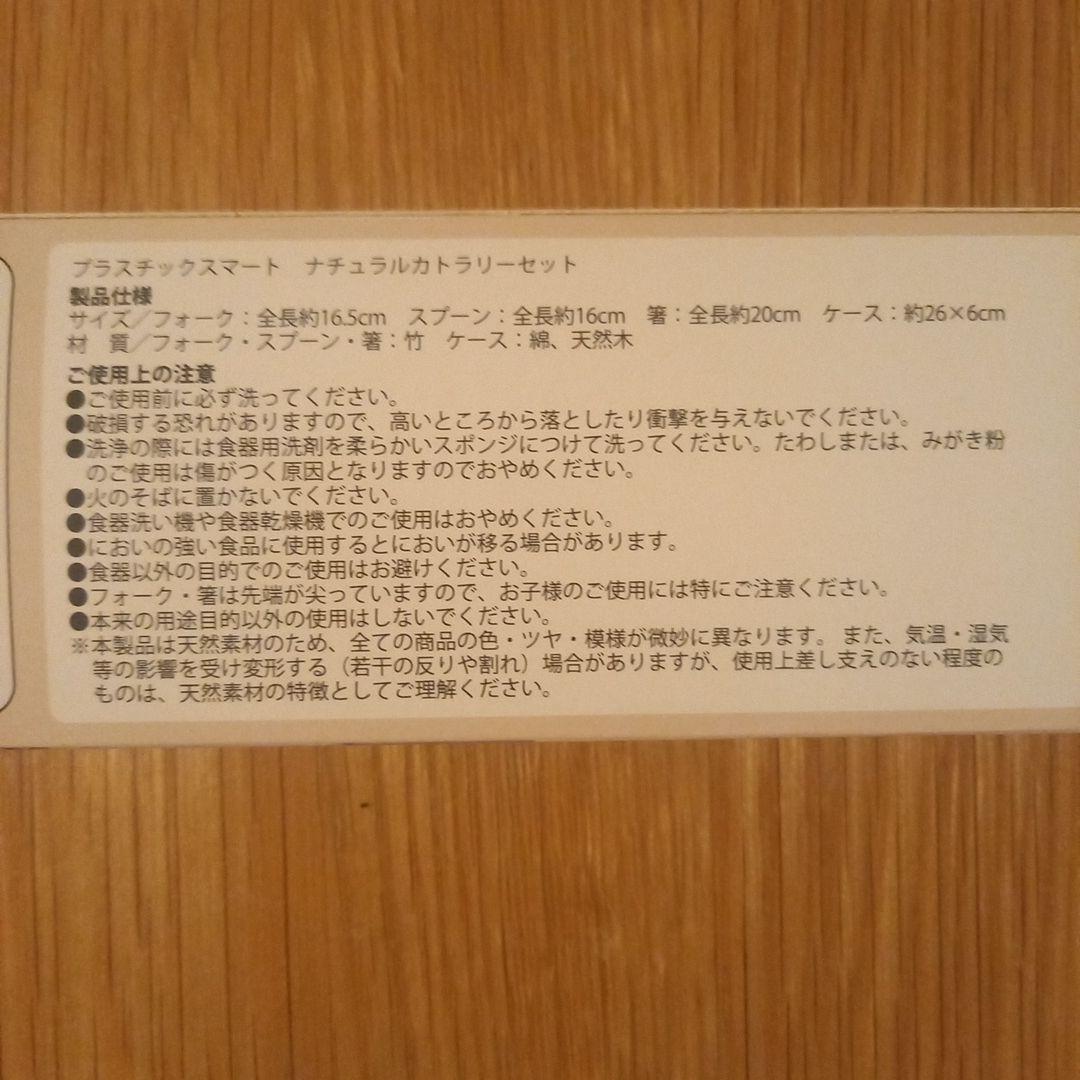 プラスチックスマート　ナチュラルカトラリーセット
製品仕様
サイズ／フォーク：全長約16.5cm　スプーン：全長約16cm　箸：全長約20cm　ケース：約26×6cm
材　質／フォーク・スプーン・箸：竹　ケース：綿、天然木
ご使用上の注意
●ご使用前に必ず洗ってください。
●破損する恐れがありますので、高いところから落としたり衝撃を与えないでください。
●洗浄の際には食器用洗剤を柔らかいスポンジにつけて洗ってください。たわしまたは、みがき粉
のご使用は傷がつく原因となりますのでおやめください。
●火のそばに置かないでください。
●食器洗い機や食器乾燥機でのご使用はおやめください。
●においの強い食品に使用するとにおいが移る場合があります。
●食器以外の目的でのご使用はお避けください。
●フォーク・箸は先端が尖っていますので、お子様のご使用には特にご注意ください。
●本来の用途目的以外の使用はしないでください。
※本製品は天然素材のため、全ての商品の色・ツヤ・模様が微妙に異なります。また、気温・湿気
等の影響を受け変形する（若干の反りや割れ）場合がありますが、使用上差し支えのない程度の
ものは、天然素材の特徴としてご理解ください。